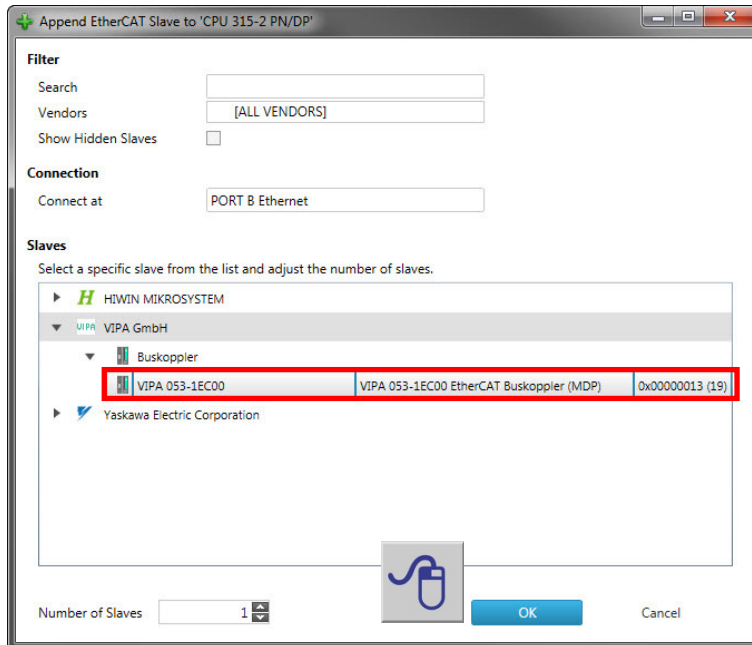 Append EtherCAT Slave to 'CPU 315-2 PN/DP'
Filter
Search
Vendors [ALL VENDORS]
Show Hidden Slaves
Connection
Connect at PORT B Ethernet
Slaves
Select a specific slave from the list and adjust the number of slaves.
H HIWIN MIKROSYSTEM
VIPA VIPA GmbH
Buskoppler
VIPA 053-1EC00 VIPA 053-1EC00 EtherCAT Buskoppler (MDP) 0x00000013 (19)
Yaskawa Electric Corporation
Number of Slaves 1 OK Cancel